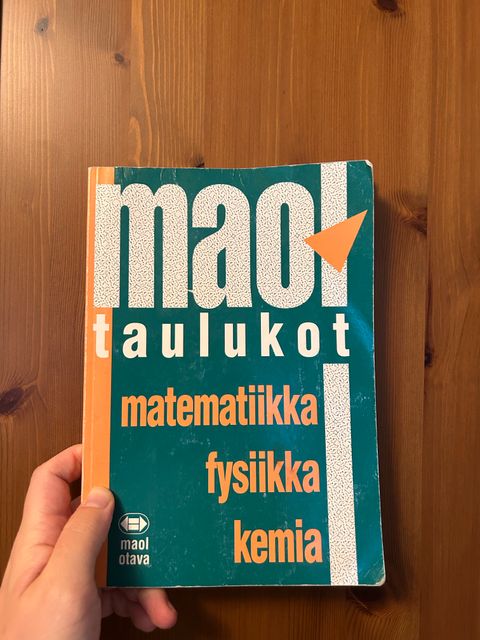 maol
taulukot
matematiikka
fysiikka
kemia
maol
otava